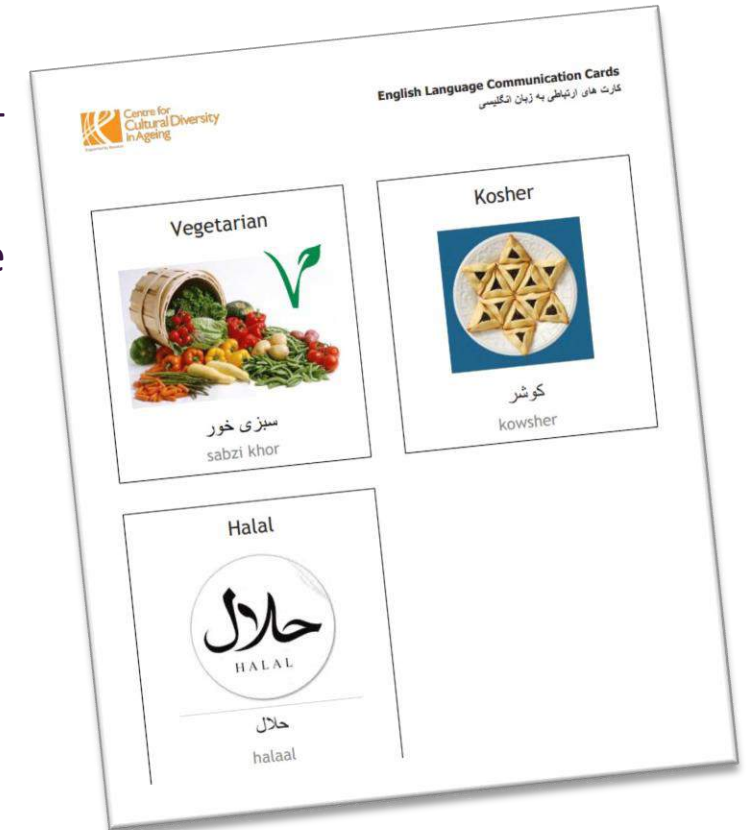 Centre for
Cultural Diversity
in Ageing
English Language Communication Cards
کارت های ارتباطی به زبان انگلیسی
Vegetarian
سبزی خور
sabzi khor
Kosher
کوشر
kowsher
Halal
حلال
HALAL
حلال
halaal